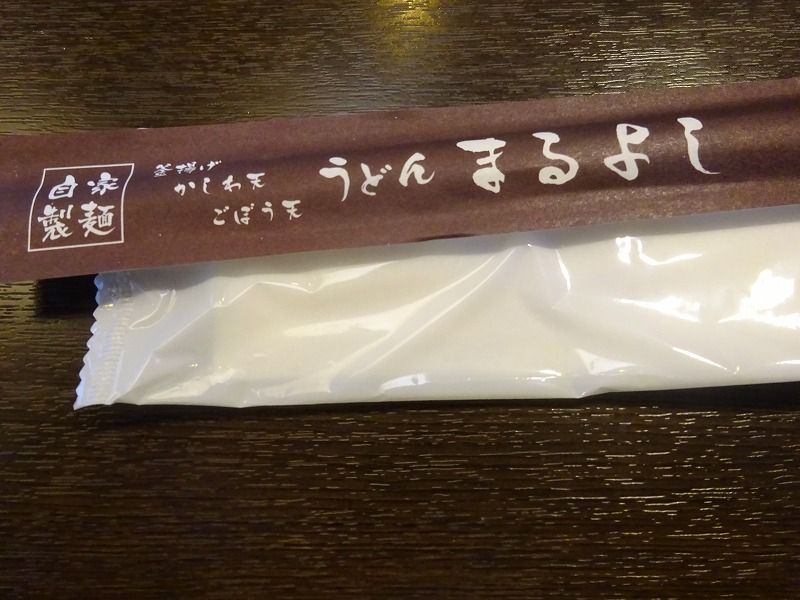 自家
製麺
釜揚げ
かしわ天
ごぼう天
うどん まるよし